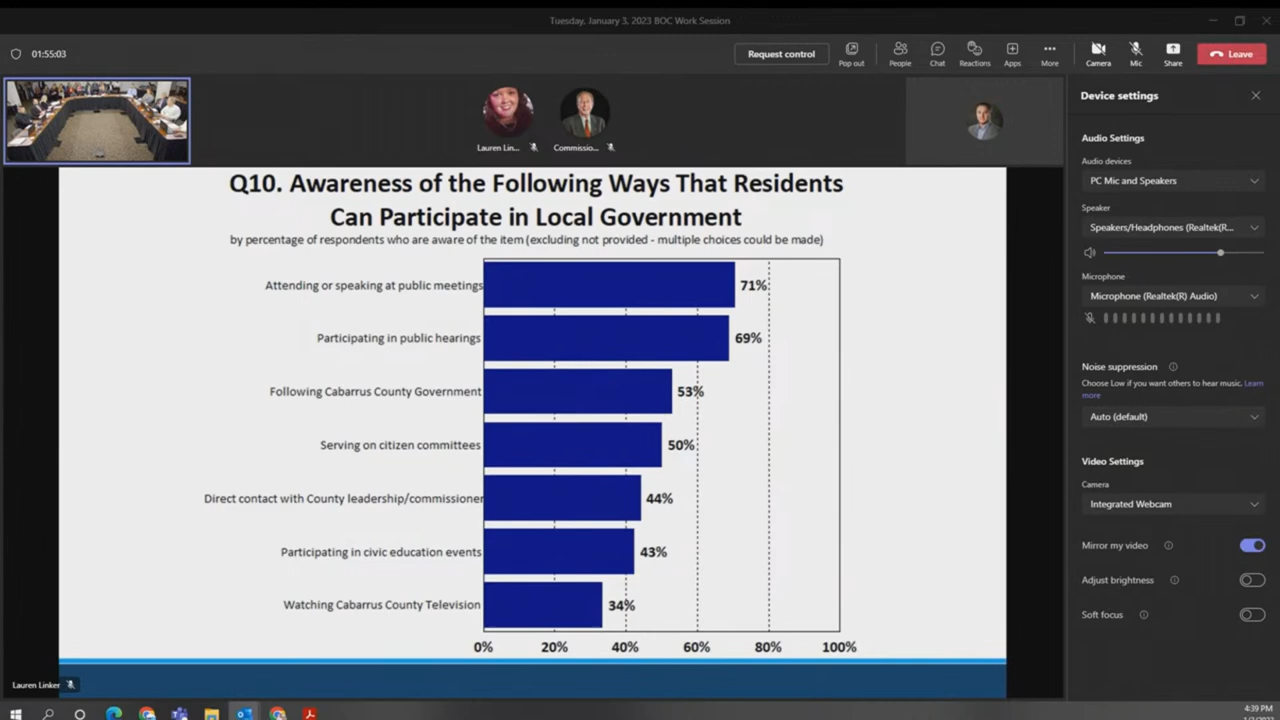 Tuesday, January 3, 2023 BOC Work Session
01:55:03
Request control
Pop out
People
Chat
Reactions
Apps
More
Camera
Mic
Share
Leave
Lauren Lin...
Commissio...
Q10. Awareness of the Following Ways That Residents
Can Participate in Local Government
by percentage of respondents who are aware of the item (excluding not provided - multiple choices could be made)
Attending or speaking at public meetings 71%
Participating in public hearings 69%
Following Cabarrus County Government 53%
Serving on citizen committees 50%
Direct contact with County leadership/commissioner 44%
Participating in civic education events 43%
Watching Cabarrus County Television 34%
0% 20% 40% 60% 80% 100%
Lauren Linker
Device settings
Audio Settings
Audio devices
PC Mic and Speakers
Speaker
Speakers/Headphones (Realtek(R...
Microphone
Microphone (Realtek(R) Audio)
Noise suppression
Choose Low if you want others to hear music. Learn
more
Auto (default)
Video Settings
Camera
Integrated Webcam
Mirror my video
Adjust brightness
Soft focus
4:39 PM